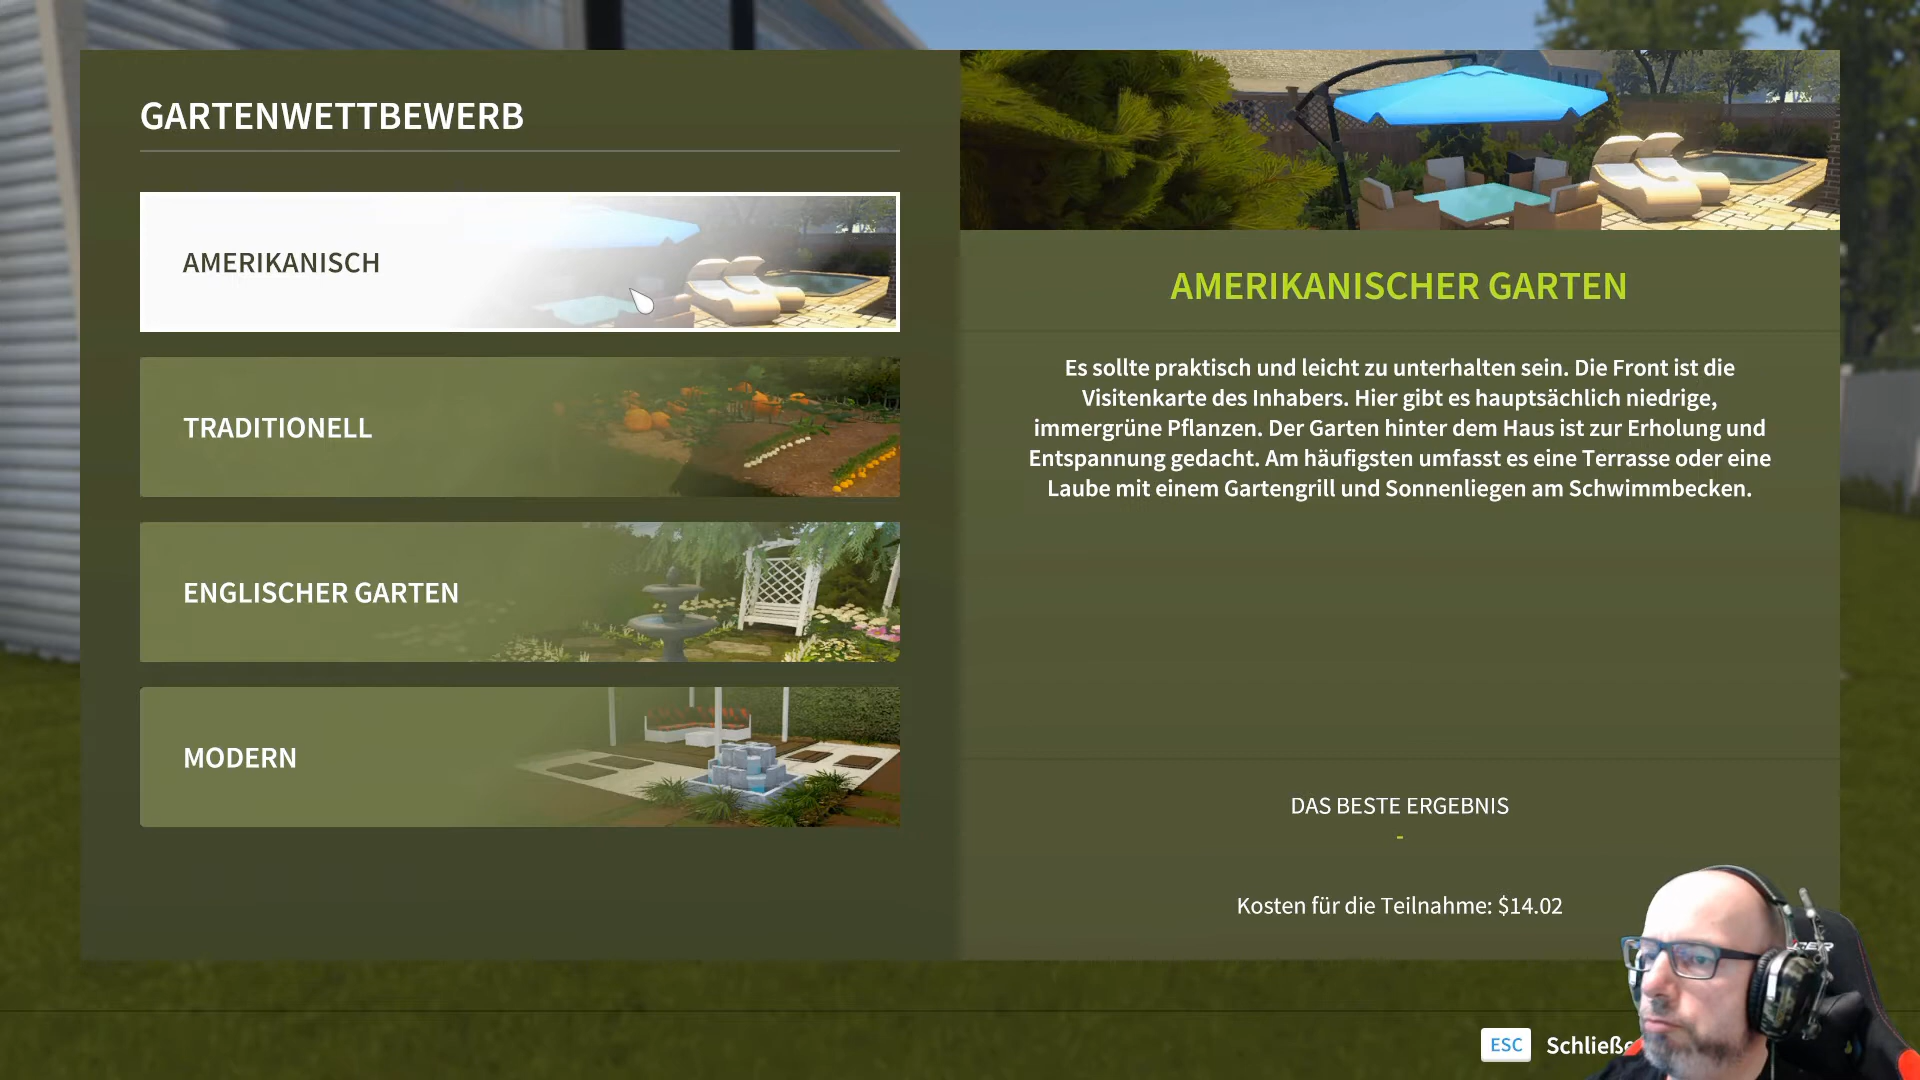 GARTENWETTBEWERB
AMERIKANISCH
TRADITIONELL
ENGLISCHER GARTEN
MODERN
AMERIKANISCHER GARTEN
Es sollte praktisch und leicht zu unterhalten sein. Die Front ist die
Visitenkarte des Inhabers. Hier gibt es hauptsächlich niedrige,
immergrüne Pflanzen. Der Garten hinter dem Haus ist zur Erholung und
Entspannung gedacht. Am häufigsten umfasst es eine Terrasse oder eine
Laube mit einem Gartengrill und Sonnenliegen am Schwimmbecken.
DAS BESTE ERGEBNIS
-
Kosten für die Teilnahme: $14.02
ESC Schließe